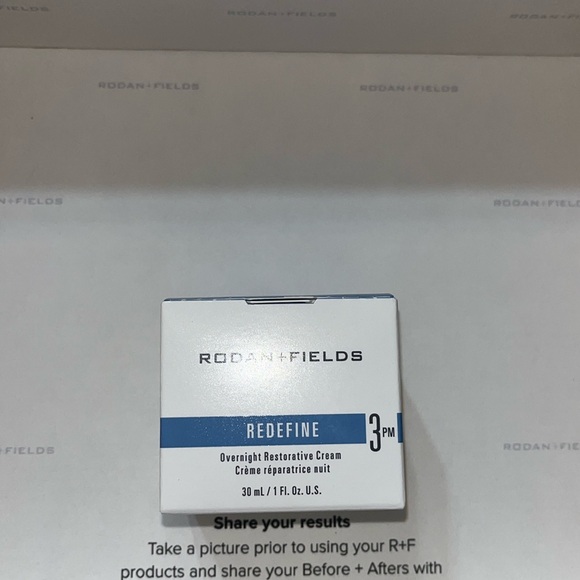 RODAN+FIELDS
RODAN+FIELDS
RODAN+FIELDS
RODAN+FIELDS
RODAN+FIELDS
REDEFINE
3PM
Overnight Restorative Cream
Crème réparatrice nuit
30 mL / 1 Fl. Oz. U.S.
Share your results
Take a picture prior to using your R+F
products and share your Before + Afters with